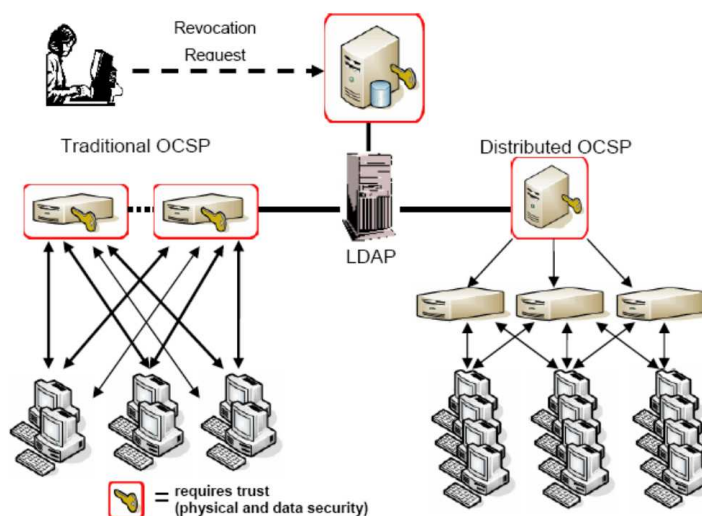 Revocation
Request
Traditional OCSP
Distributed OCSP
LDAP
= requires trust
(physical and data security)